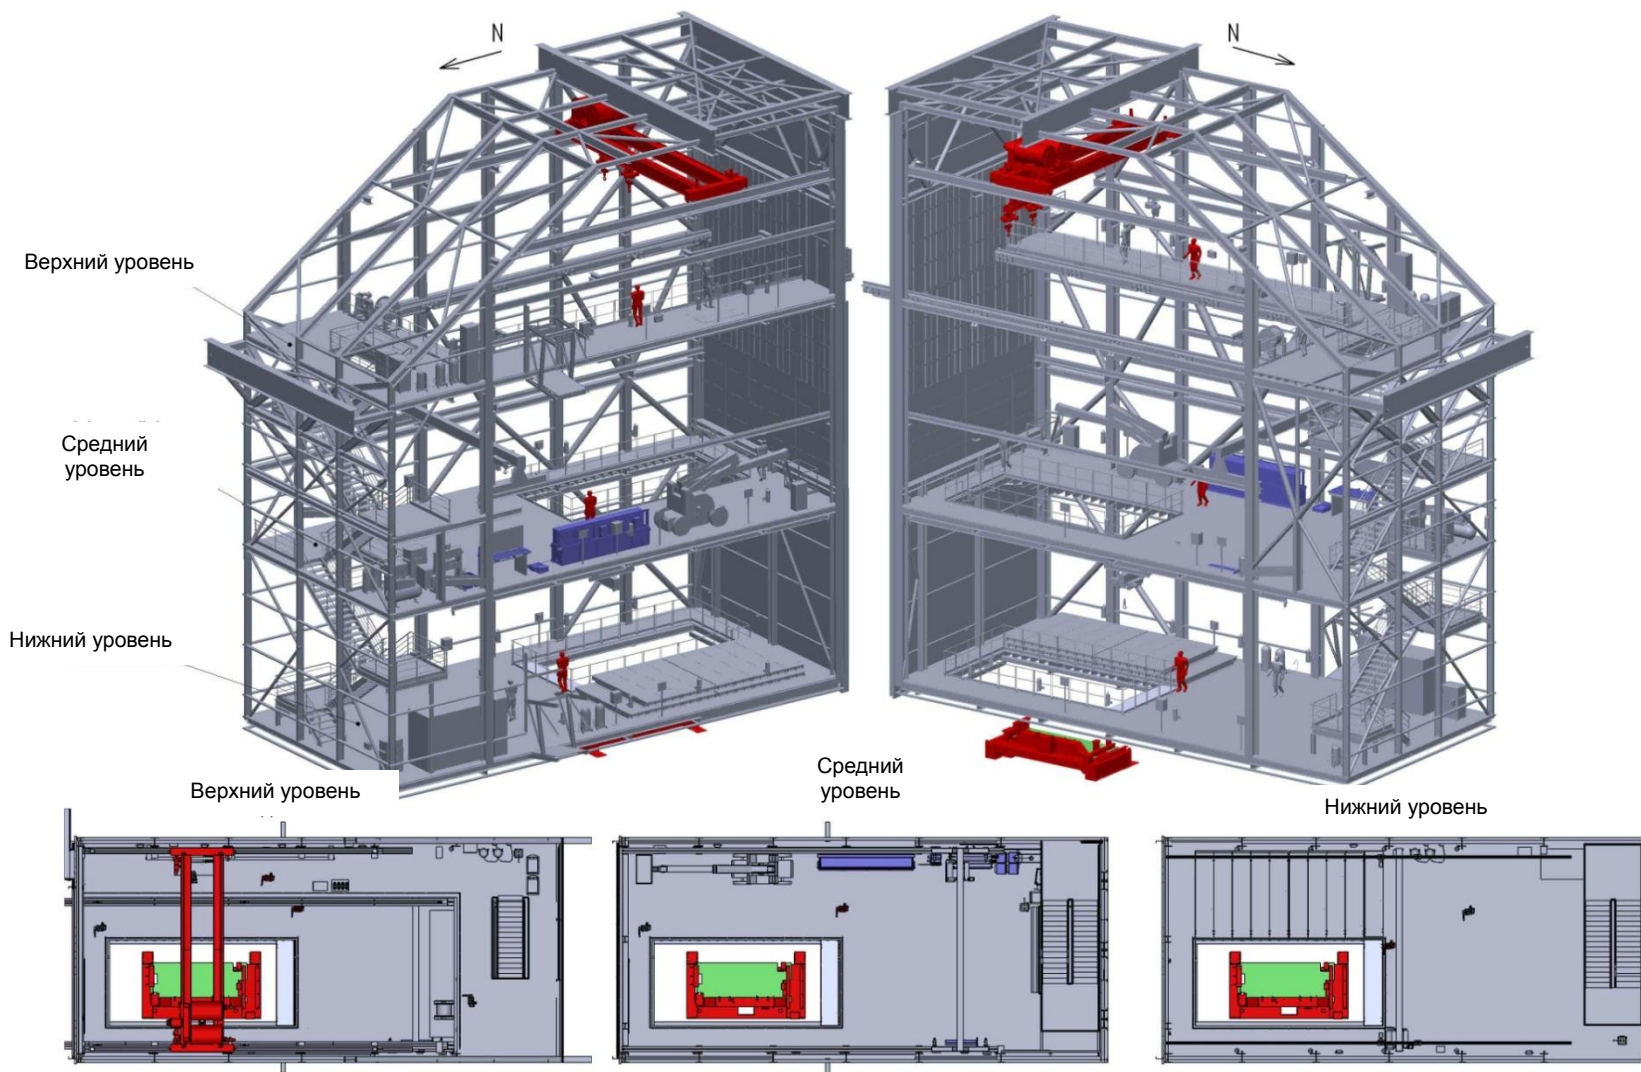 N
N
Верхний уровень
Средний
уровень
Нижний уровень
Верхний уровень
Средний
уровень
Нижний уровень